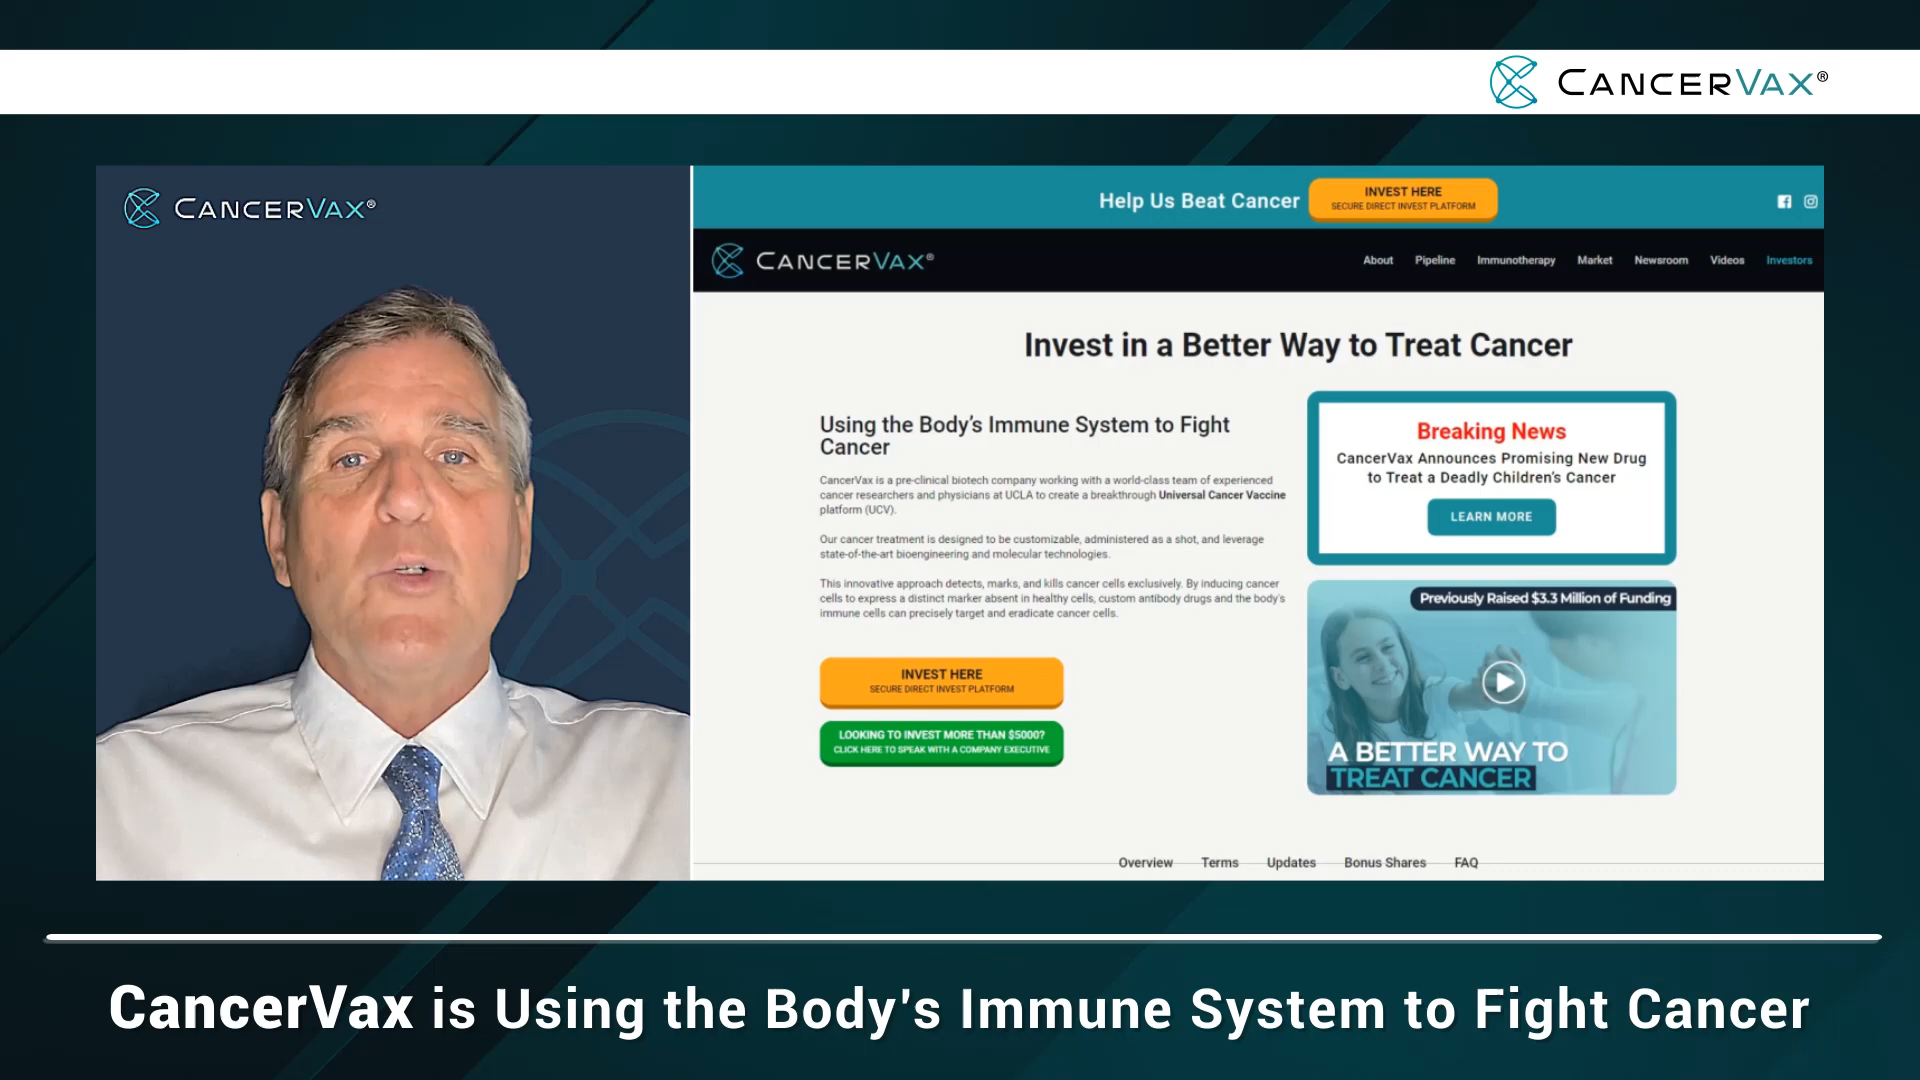 CANCERVAX®
CANCERVAX®
Help Us Beat Cancer
INVEST HERE
SECURE DIRECT INVEST PLATFORM
CANCERVAX®
About Pipeline Immunotherapy Market Newsroom Videos Investors
Invest in a Better Way to Treat Cancer
Using the Body's Immune System to Fight
Cancer
CancerVax is a pre-clinical biotech company working with a world-class team of experienced
cancer researchers and physicians at UCLA to create a breakthrough Universal Cancer Vaccine
platform (UCV).
Our cancer treatment is designed to be customizable, administered as a shot, and leverage
state-of-the-art bioengineering and molecular technologies.
This innovative approach detects, marks, and kills cancer cells exclusively. By inducing cancer
cells to express a distinct marker absent in healthy cells, custom antibody drugs and the body's
immune cells can precisely target and eradicate cancer cells.
INVEST HERE
SECURE DIRECT INVEST PLATFORM
LOOKING TO INVEST MORE THAN $5000?
CLICK HERE TO SPEAK WITH A COMPANY EXECUTIVE
Breaking News
CancerVax Announces Promising New Drug
to Treat a Deadly Children's Cancer
LEARN MORE
Previously Raised $3.3 Million of Funding
A BETTER WAY TO
TREAT CANCER
Overview Terms Updates Bonus Shares FAQ
CancerVax is Using the Body's Immune System to Fight Cancer